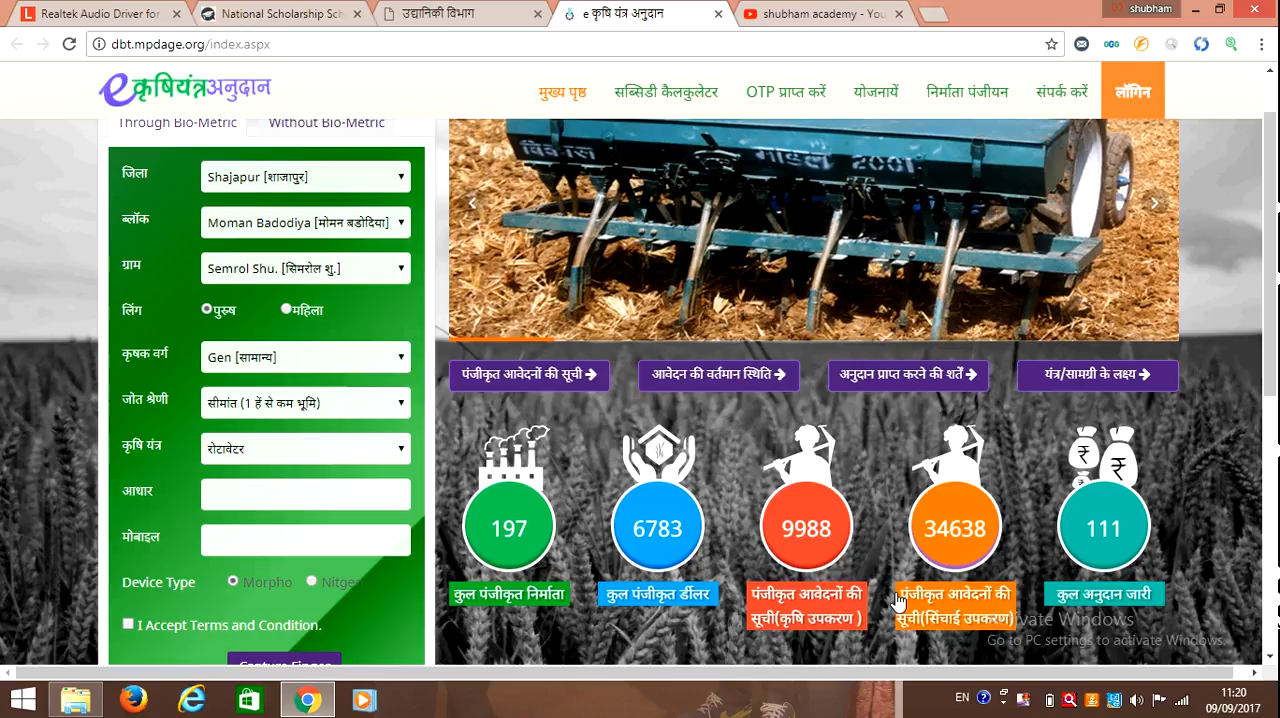 Realtek Audio Driver for
National Scholarship Sch
उद्यानिकी विभाग
e कृषि यंत्र अनुदान
shubham academy - You
shubham
dbt.mpdage.org/index.aspx
e कृषियंत्रअनुदान
मुख्य पृष्ठ
सब्सिडी कैलकुलेटर
OTP प्राप्त करें
योजनायें
निर्माता पंजीयन
संपर्क करें
लॉगिन
Through Bio-Metric
Without Bio-Metric
जिला
Shajapur [शाजापुर]
ब्लॉक
Moman Badodiya [मोमन बडोदिया]
ग्राम
Semrol Shu. [सिमरोल शु.]
लिंग
पुरुष
महिला
कृषक वर्ग
Gen [सामान्य]
जोत श्रेणी
सीमांत (1 हें से कम भूमि)
कृषि यंत्र
रोटावेटर
आधार
मोबाइल
Device Type
Morpho
Nitgen
I Accept Terms and Condition.
Capture Finger
पंजीकृत आवेदनों की सूची
आवेदन की वर्तमान स्थिति
अनुदान प्राप्त करने की शर्तें
यंत्र/सामग्री के लक्ष्य
197
6783
9988
34638
111
कुल पंजीकृत निर्माता
कुल पंजीकृत डीलर
पंजीकृत आवेदनों की
सूची(कृषि उपकरण )
पंजीकृत आवेदनों की
सूची(सिंचाई उपकरण)
कुल अनुदान जारी
Activate Windows
Go to PC settings to activate Windows.
EN
11:20
09/09/2017